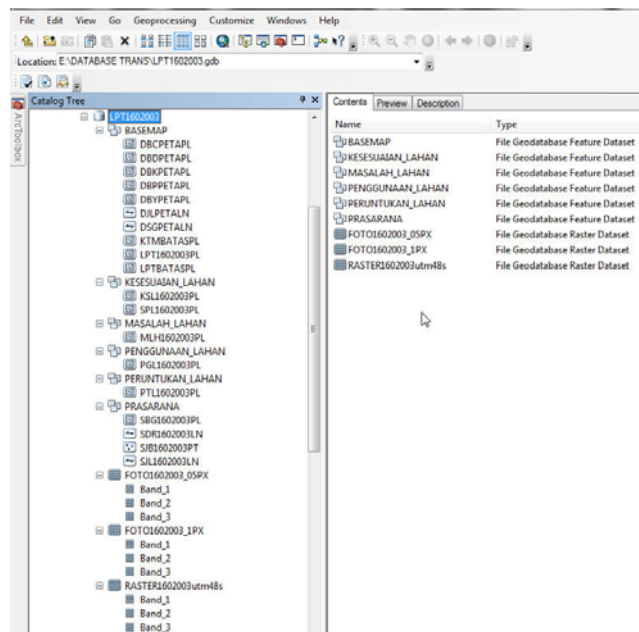 File Edit View Go Geoprocessing Customize Windows Help
Location: E:\DATABASE TRANS\LPT1602003.gdb
ArcToolbox
Catalog Tree
LPT1602003
BASEMAP
DBCPETAPL
DBDPETAPL
DBKPETAPL
DBPPETAPL
DBYPETAPL
DJLPETALN
DSGPETALN
KTMBATASPL
LPT1602003PL
LPTBATASPL
KESESUAIAN_LAHAN
KSL1602003PL
SPL1602003PL
MASALAH_LAHAN
MLH1602003PL
PENGGUNAAN_LAHAN
PGL1602003PL
PERUNTUKAN_LAHAN
PTL1602003PL
PRASARANA
SBG1602003PL
SDR1602003LN
SJB1602003PT
SJL1602003LN
FOTO1602003_05PX
Band_1
Band_2
Band_3
FOTO1602003_1PX
Band_1
Band_2
Band_3
RASTER1602003utm48s
Band_1
Band_2
Band_3
Contents Preview Description
Name Type
BASEMAP File Geodatabase Feature Dataset
KESESUAIAN_LAHAN File Geodatabase Feature Dataset
MASALAH_LAHAN File Geodatabase Feature Dataset
PENGGUNAAN_LAHAN File Geodatabase Feature Dataset
PERUNTUKAN_LAHAN File Geodatabase Feature Dataset
PRASARANA File Geodatabase Feature Dataset
FOTO1602003_05PX File Geodatabase Raster Dataset
FOTO1602003_1PX File Geodatabase Raster Dataset
RASTER1602003utm48s File Geodatabase Raster Dataset